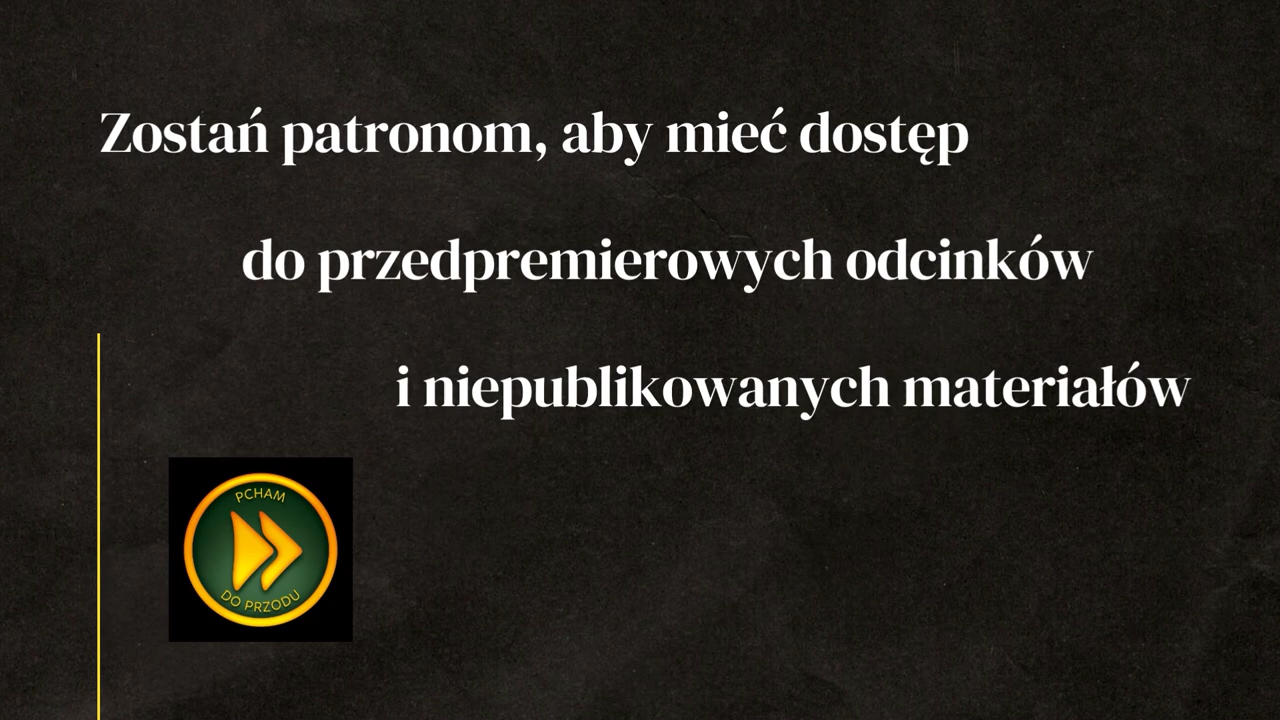 Zostań patronom, aby mieć dostęp
do przedpremierowych odcinków
i niepublikowanych materiałów
PCHAM
DO PRZODU